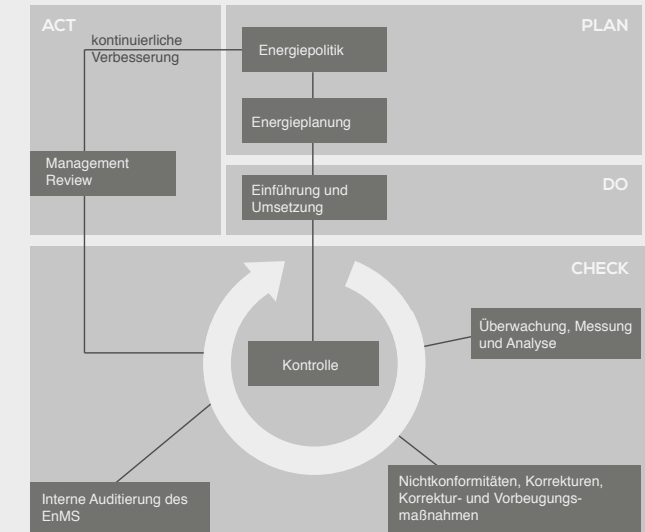 ACT
kontinuierliche
Verbesserung
Management
Review
PLAN
Energiepolitik
Energieplanung
DO
Einführung und
Umsetzung
CHECK
Kontrolle
Überwachung, Messung
und Analyse
Interne Auditierung des
EnMS
Nichtkonformitäten, Korrekturen,
Korrektur- und Vorbeugungs-
maßnahmen